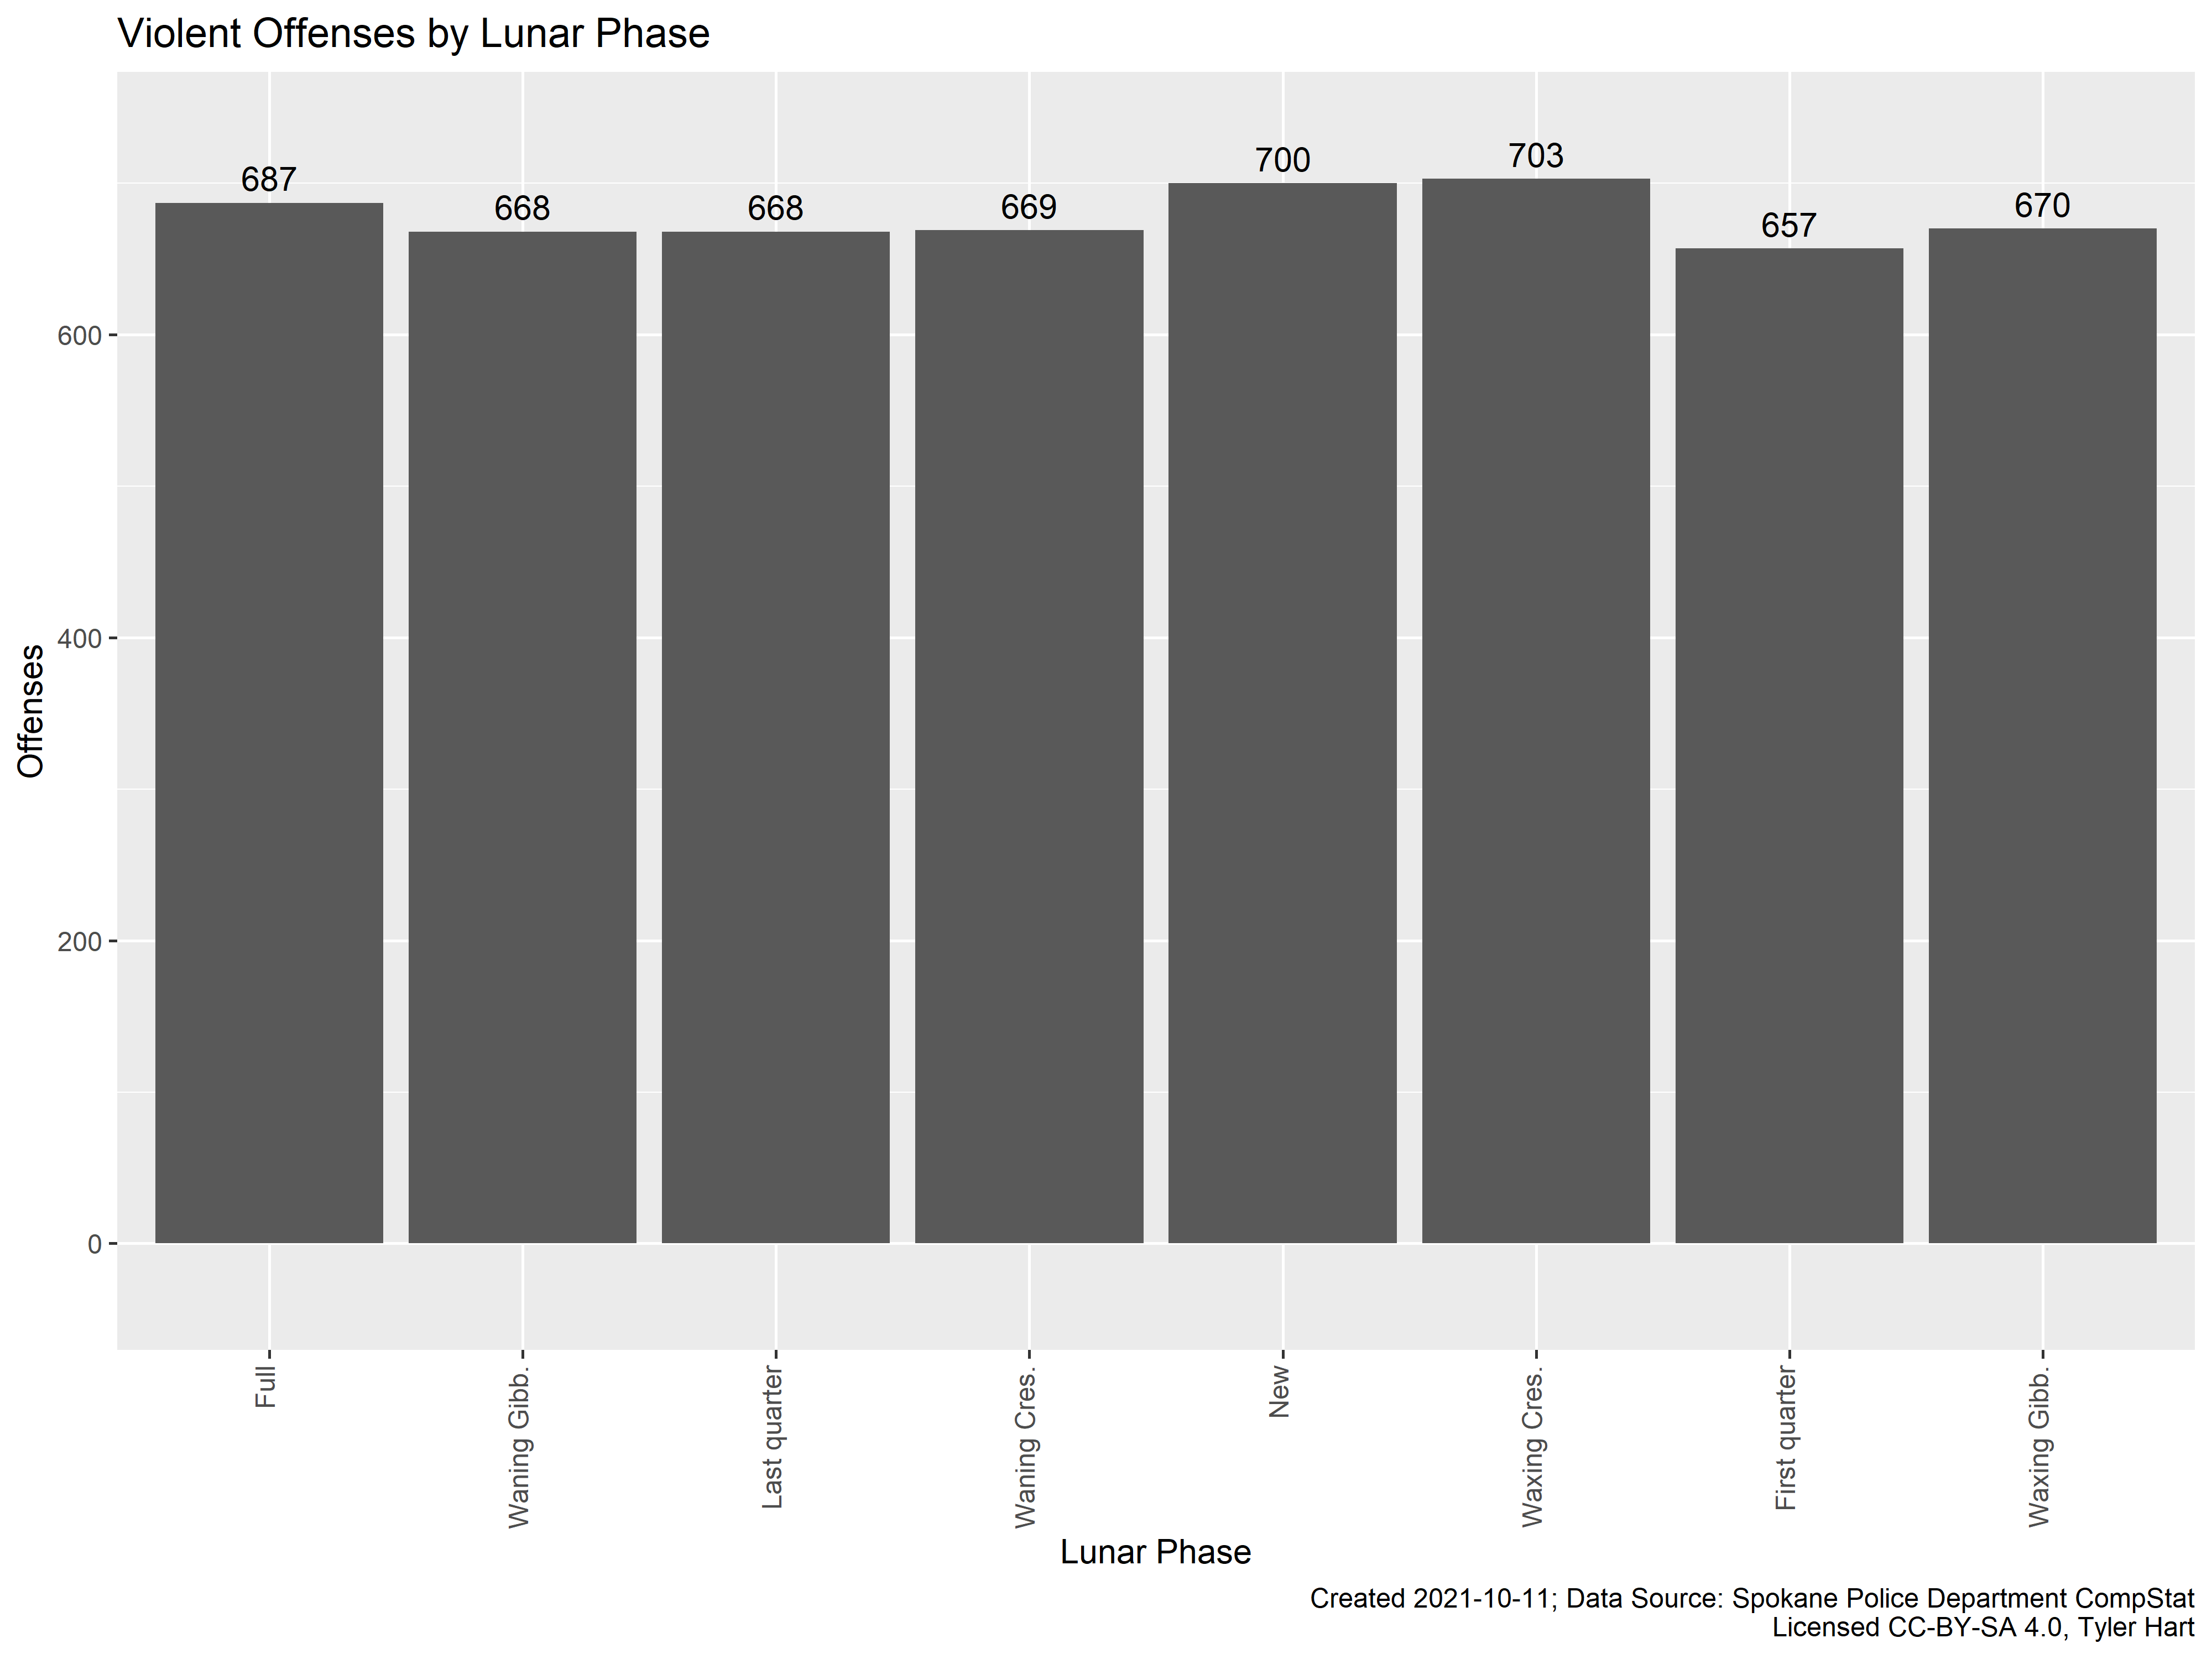 Violent Offenses by Lunar Phase
687
668
668
669
700
703
657
670
600
400
200
0
Offenses
Full
Waning Gibb.
Last quarter
Waning Cres.
New
Waxing Cres.
First quarter
Waxing Gibb.
Lunar Phase
Created 2021-10-11; Data Source: Spokane Police Department CompStat
Licensed CC-BY-SA 4.0, Tyler Hart